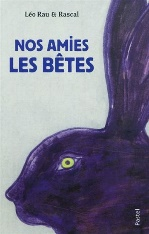 Léo Rau & Rascal
NOS AMIES
LES BÊTES
Pastel